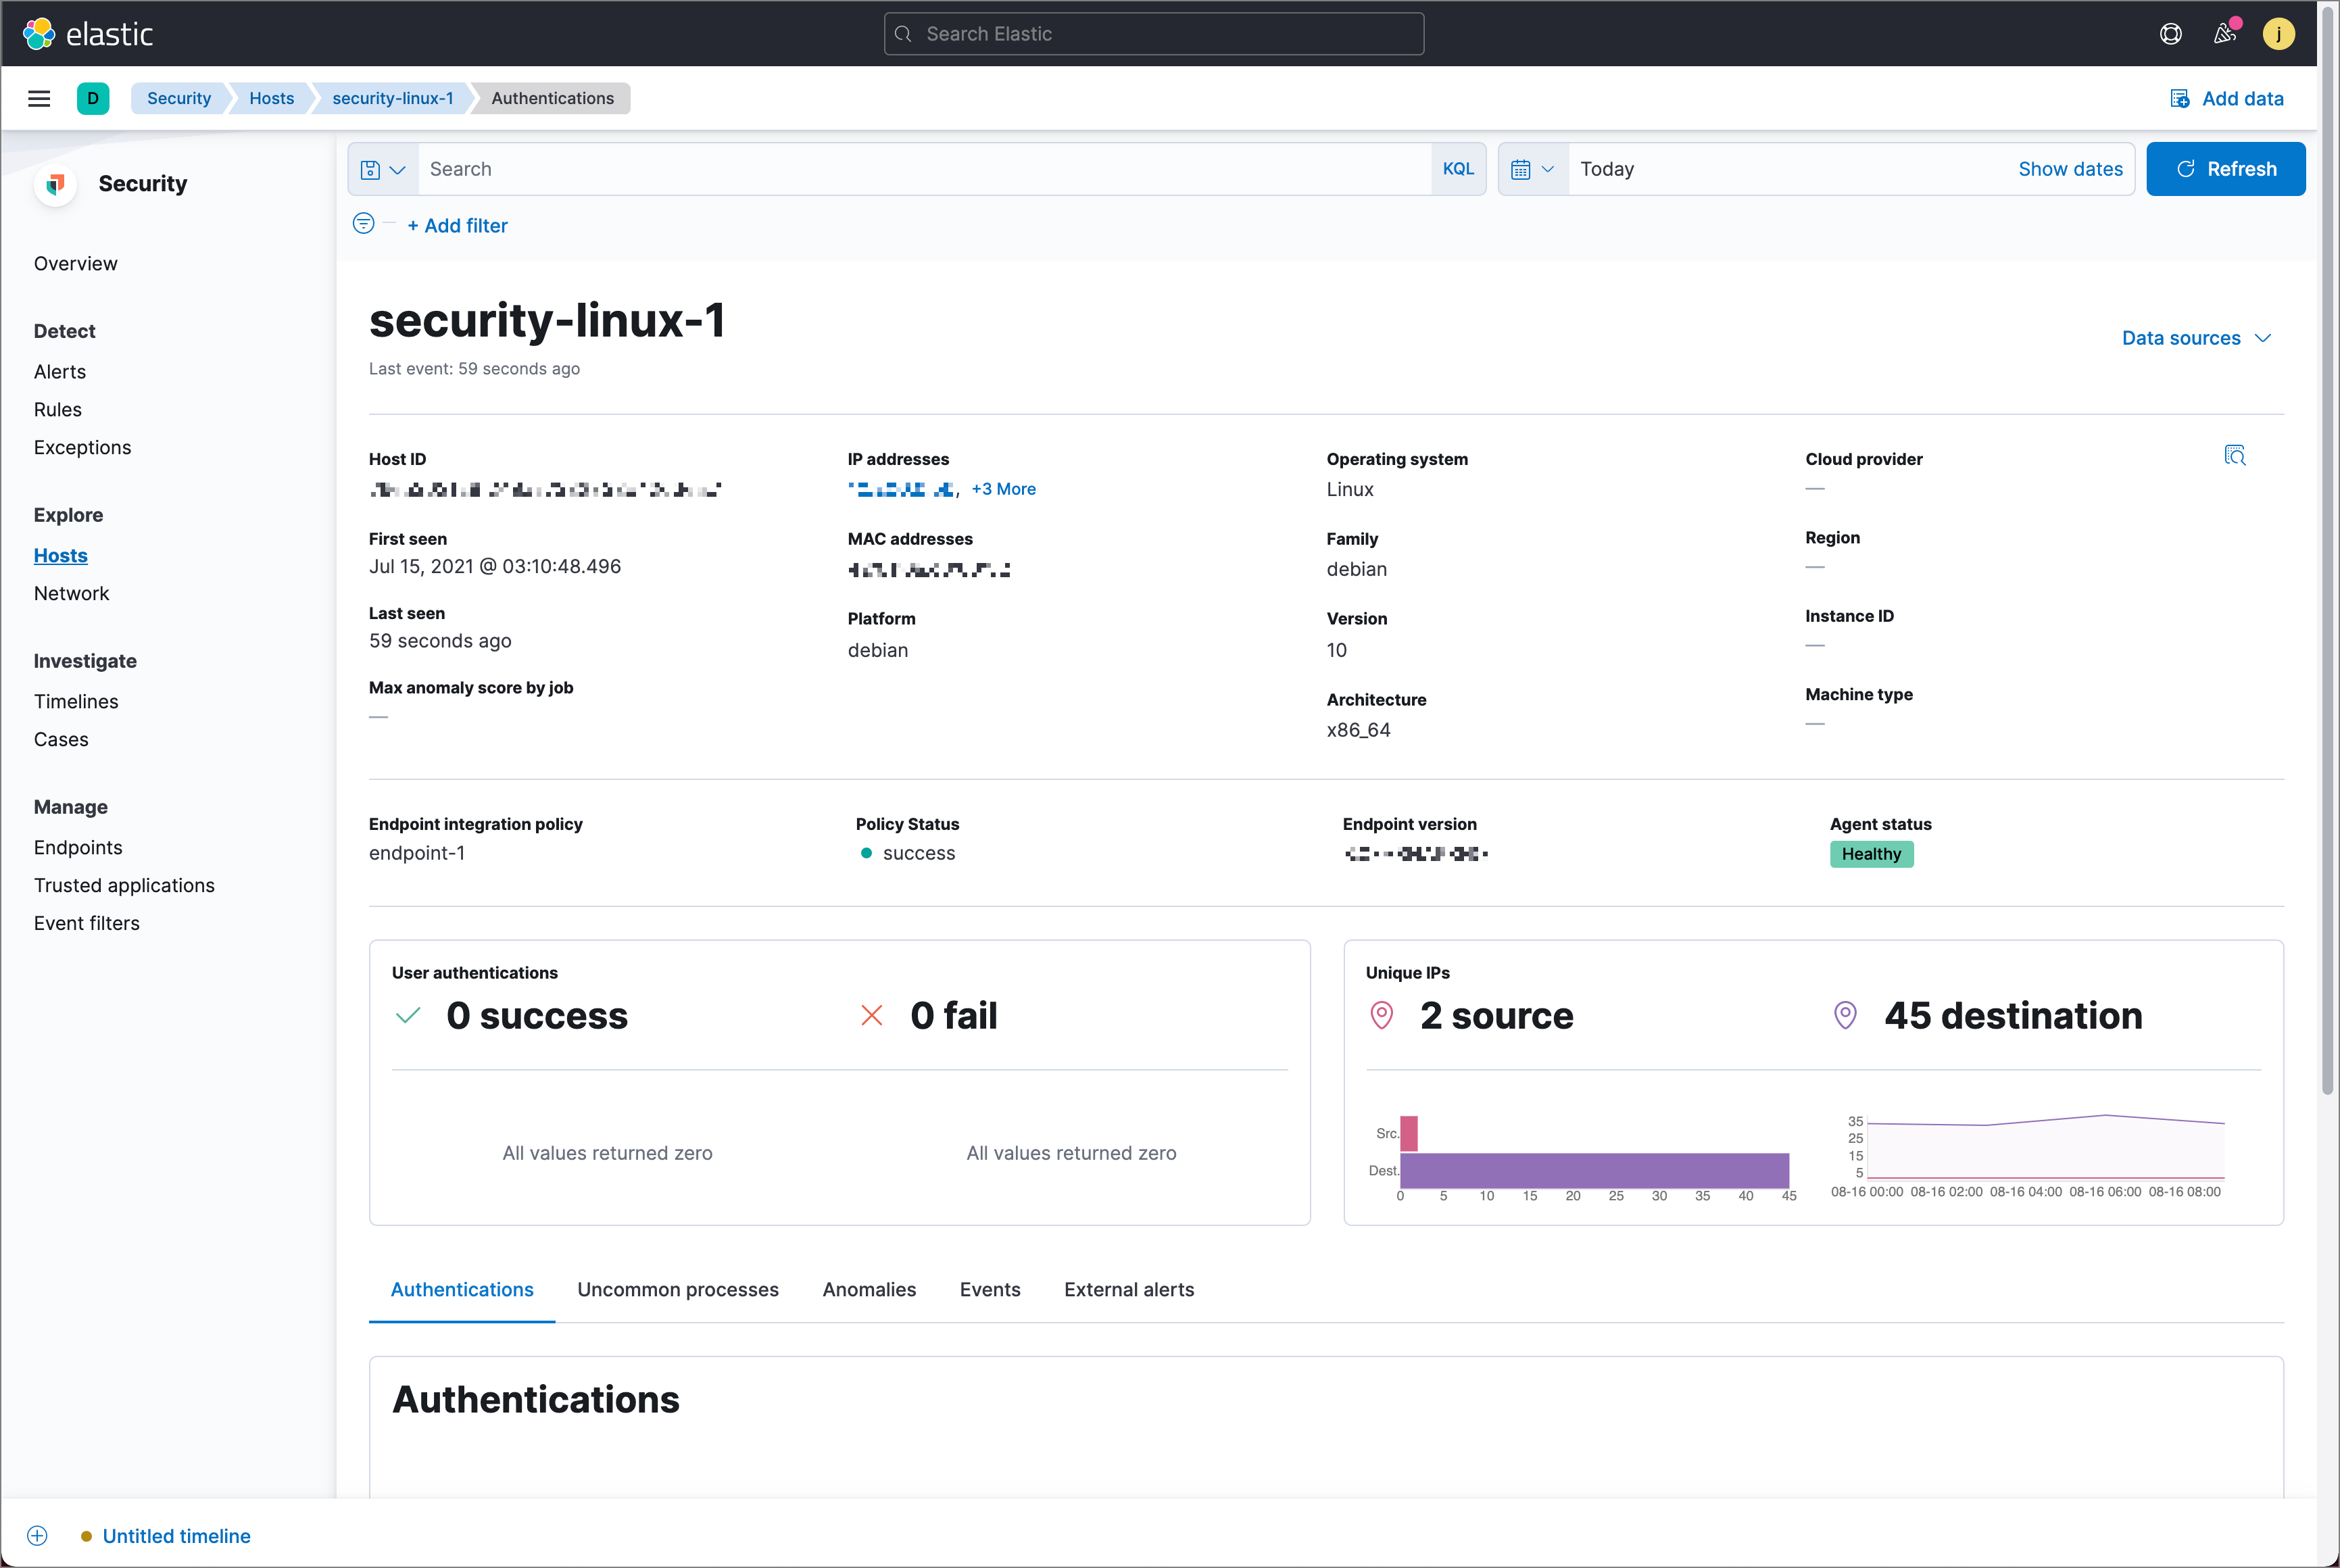 elastic
Search Elastic
j
D
Security
Hosts
security-linux-1
Authentications
Add data
Security
Overview
Detect
Alerts
Rules
Exceptions
Explore
Hosts
Network
Investigate
Timelines
Cases
Manage
Endpoints
Trusted applications
Event filters
Search
KQL
Today
Show dates
Refresh
+ Add filter
security-linux-1
Last event: 59 seconds ago
Data sources
Host ID
First seen
Jul 15, 2021 @ 03:10:48.496
Last seen
59 seconds ago
Max anomaly score by job
—
IP addresses
, +3 More
MAC addresses
Platform
debian
Operating system
Linux
Family
debian
Version
10
Architecture
x86_64
Cloud provider
—
Region
—
Instance ID
—
Machine type
—
Endpoint integration policy
endpoint-1
Policy Status
success
Endpoint version
Agent status
Healthy
User authentications
0 success
0 fail
All values returned zero
All values returned zero
Unique IPs
2 source
45 destination
Src.
Dest.
0 5 10 15 20 25 30 35 40 45
35
25
15
5
08-16 00:00 08-16 02:00 08-16 04:00 08-16 06:00 08-16 08:00
Authentications
Uncommon processes
Anomalies
Events
External alerts
Authentications
Untitled timeline